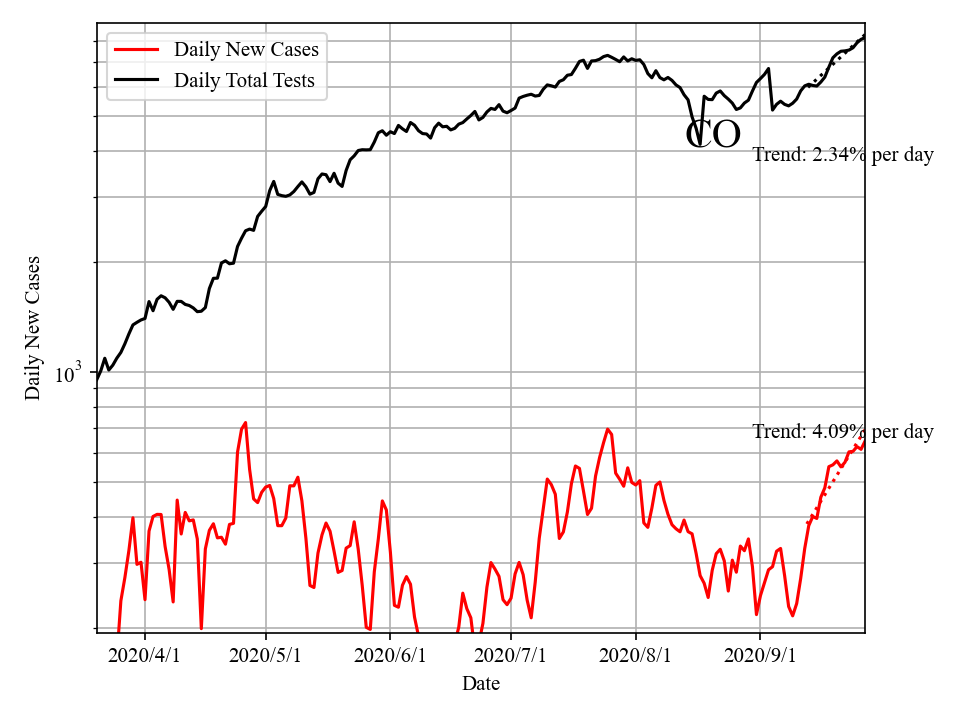 Daily New Cases
Daily Total Tests
CO
Trend: 2.34% per day
Daily New Cases
10³
Trend: 4.09% per day
2020/4/1 2020/5/1 2020/6/1 2020/7/1 2020/8/1 2020/9/1
Date